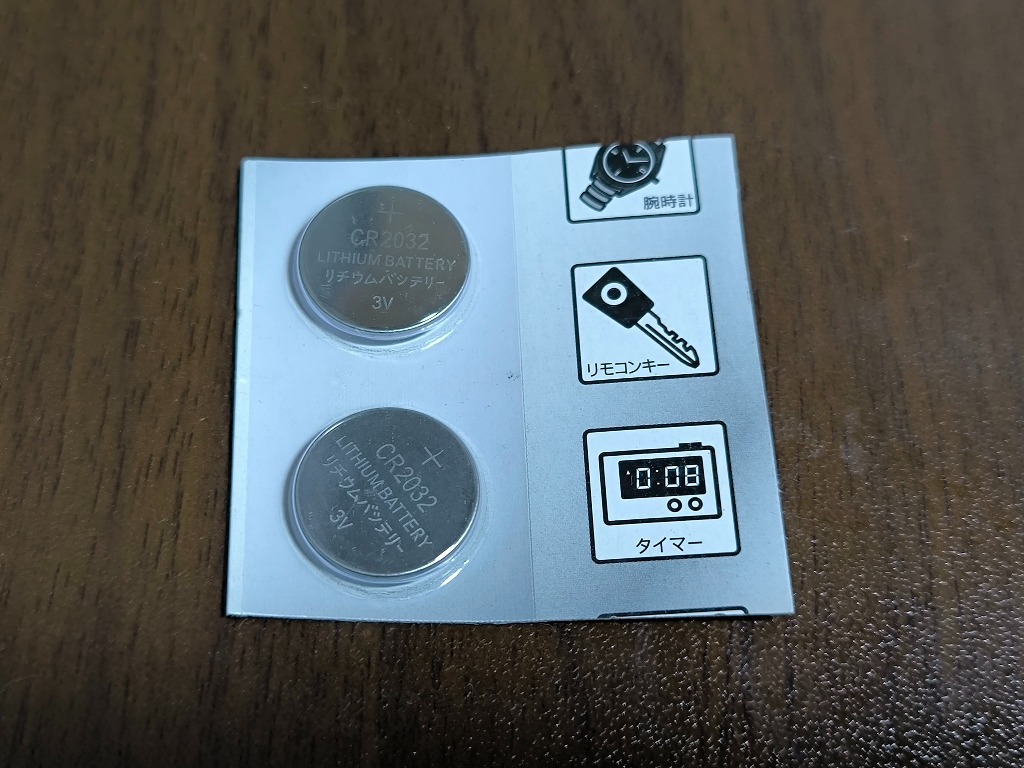 +
CR2032
LITHIUM BATTERY
リチウムバッテリー
3V
+
CR2032
LITHIUM BATTERY
リチウムバッテリー
3V
腕時計
リモコンキー
0:08
タイマー